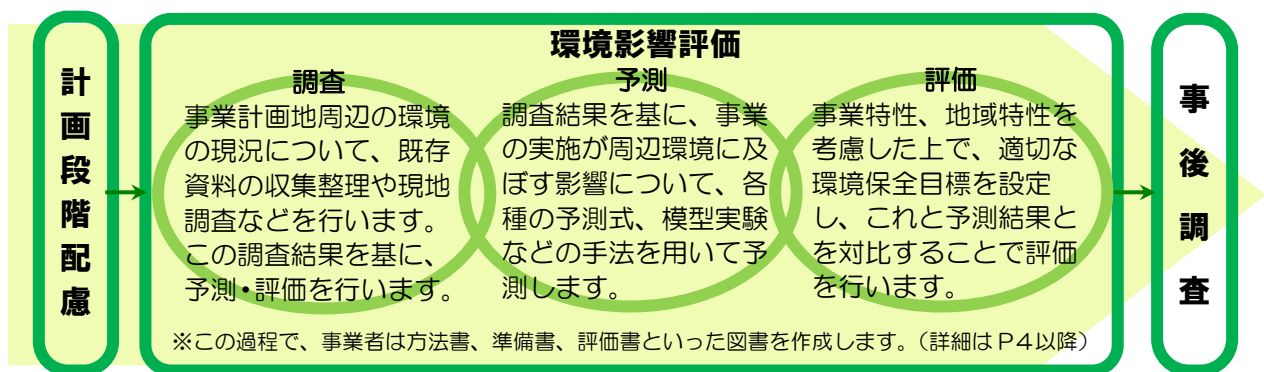 計画段階配慮
環境影響評価
調査
事業計画地周辺の環境
の現況について、既存
資料の収集整理や現地
調査などを行います。
この調査結果を基に、
予測・評価を行います。
予測
調査結果を基に、事業
の実施が周辺環境に及
ぼす影響について、各
種の予測式、模型実験
などの手法を用いて予
測します。
評価
事業特性、地域特性を
考慮した上で、適切な
環境保全目標を設定
し、これと予測結果と
を対比することで評価
を行います。
※この過程で、事業者は方法書、準備書、評価書といった図書を作成します。（詳細はP4以降）
事後調査